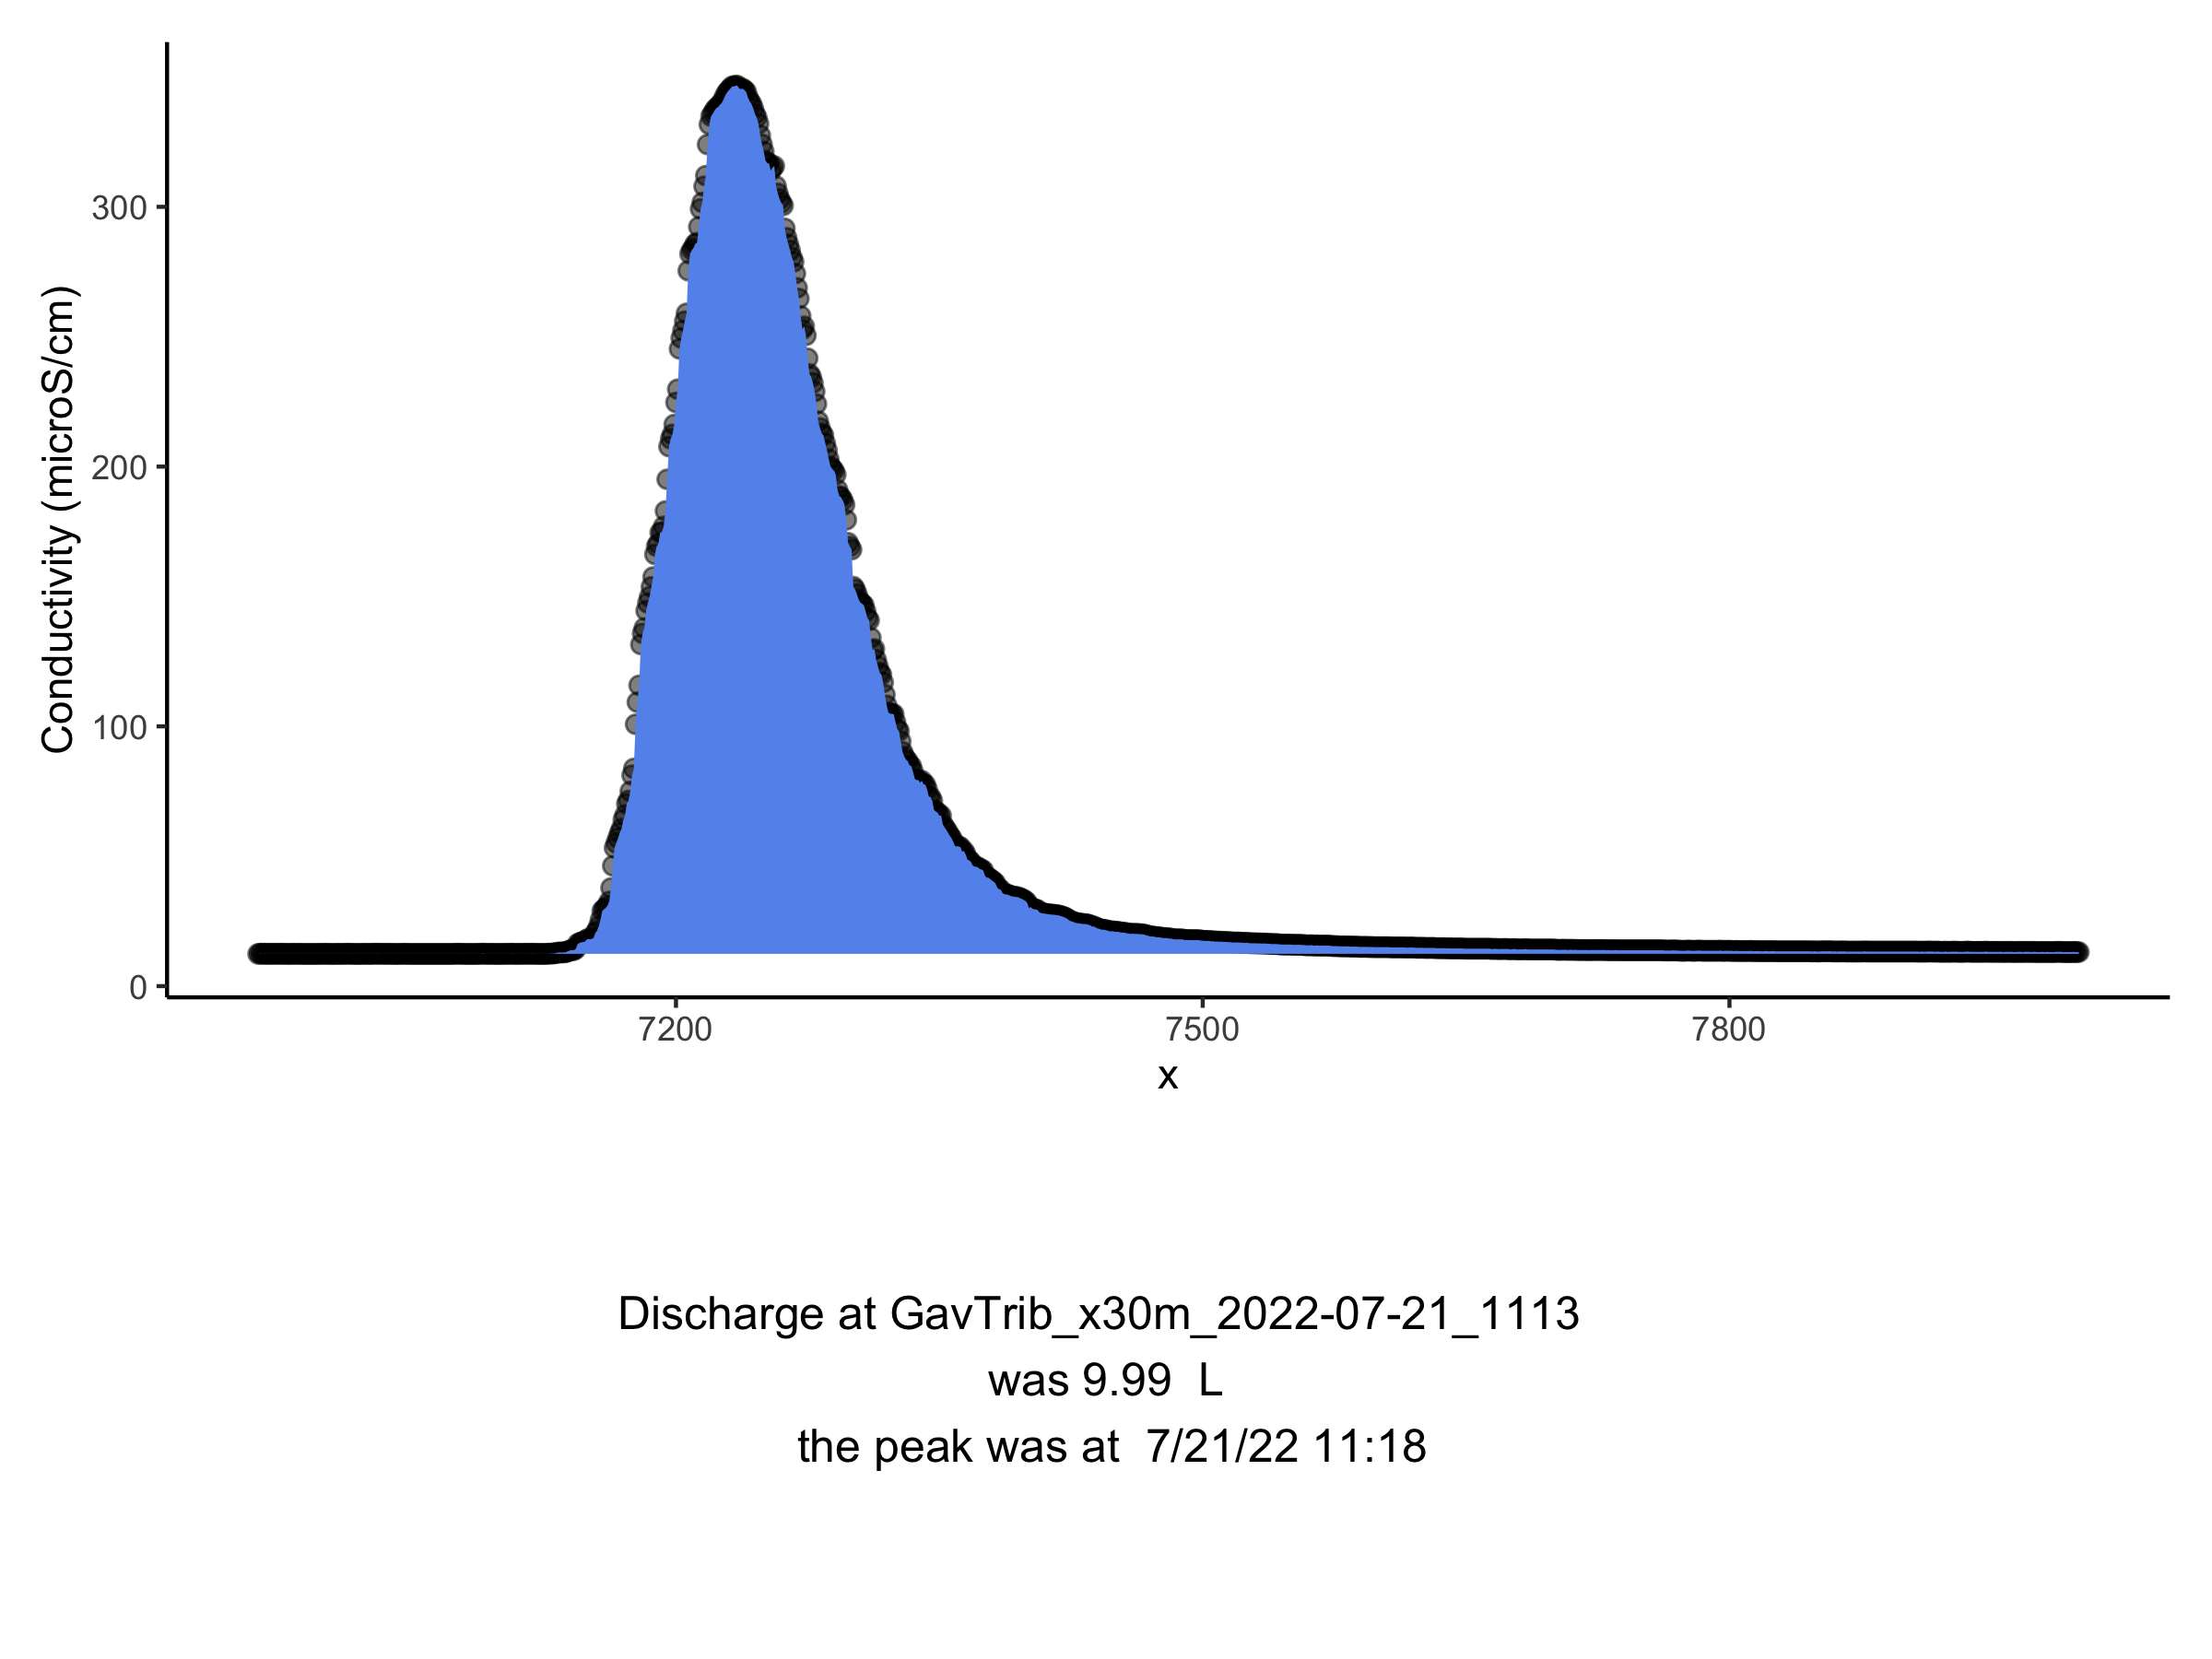 300
200
100
0
Conductivity (microS/cm)
7200 7500 7800
x
Discharge at GavTrib_x30m_2022-07-21_1113
was 9.99  L
the peak was at  7/21/22 11:18